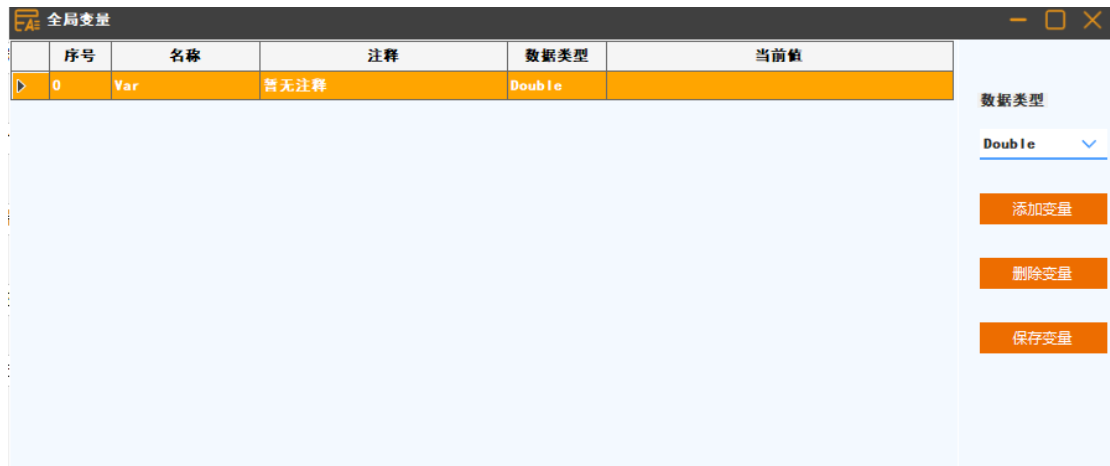 全局变量
序号 名称 注释 数据类型 当前值
0 Var 暂无注释 Double
数据类型
Double
添加变量
删除变量
保存变量